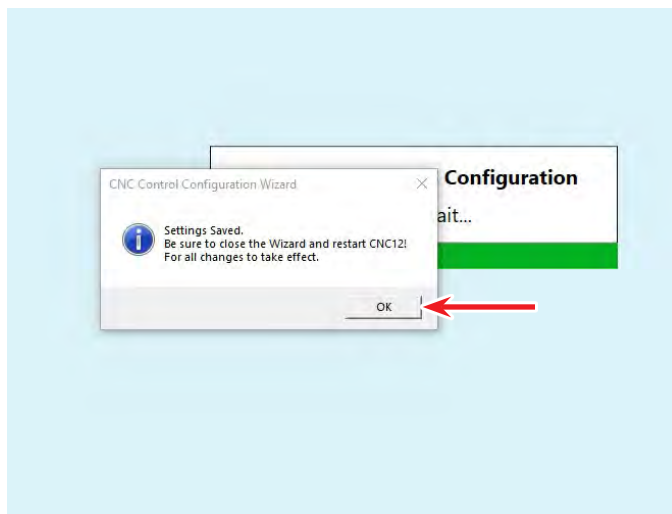 Configuration
CNC Control Configuration Wizard
ait...
Settings Saved.
Be sure to close the Wizard and restart CNC12!
For all changes to take effect.
OK